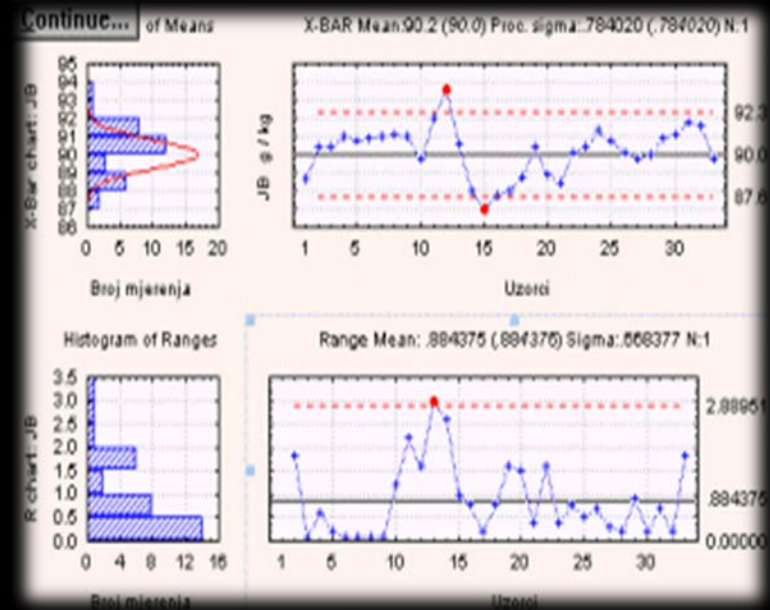 Continue... of Means
X-BAR Mean:90.2 (90.0) Proc. sigma:.784020 (.784020) N:1
X-Bar chart: JB
95
94
93
92
91
90
89
88
87
86
0 5 10 15 20
Broj mjerenja
JB g / kg
92.3
90.0
87.6
1 5 10 15 20 25 30
Uzorci
Histogram of Ranges
Range Mean: .884375 (.884375) Sigma:.668377 N:1
R chart: JB
3.5
3.0
2.5
2.0
1.5
1.0
0.5
0.0
0 4 8 12 16
Broj mjerenja
2.88951
.884375
0.00000
1 5 10 15 20 25 30
Uzorci